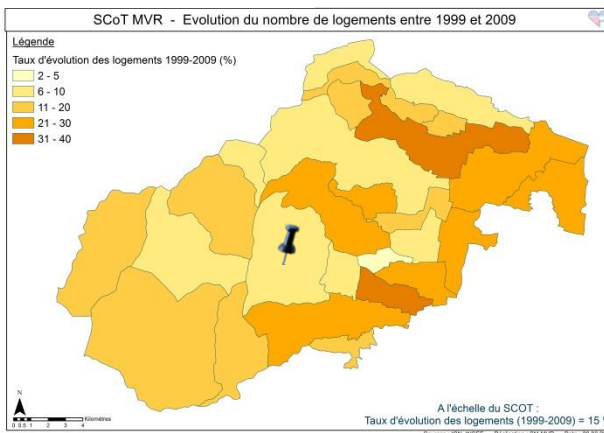 SCoT MVR - Evolution du nombre de logements entre 1999 et 2009
Légende
Taux d'évolution des logements 1999-2009 (%)
2 - 5
6 - 10
11 - 20
21 - 30
31 - 40
N
0 0.5 1 2 3 4
Kilomètres
A l'échelle du SCOT :
Taux d'évolution des logements (1999-2009) = 15 %